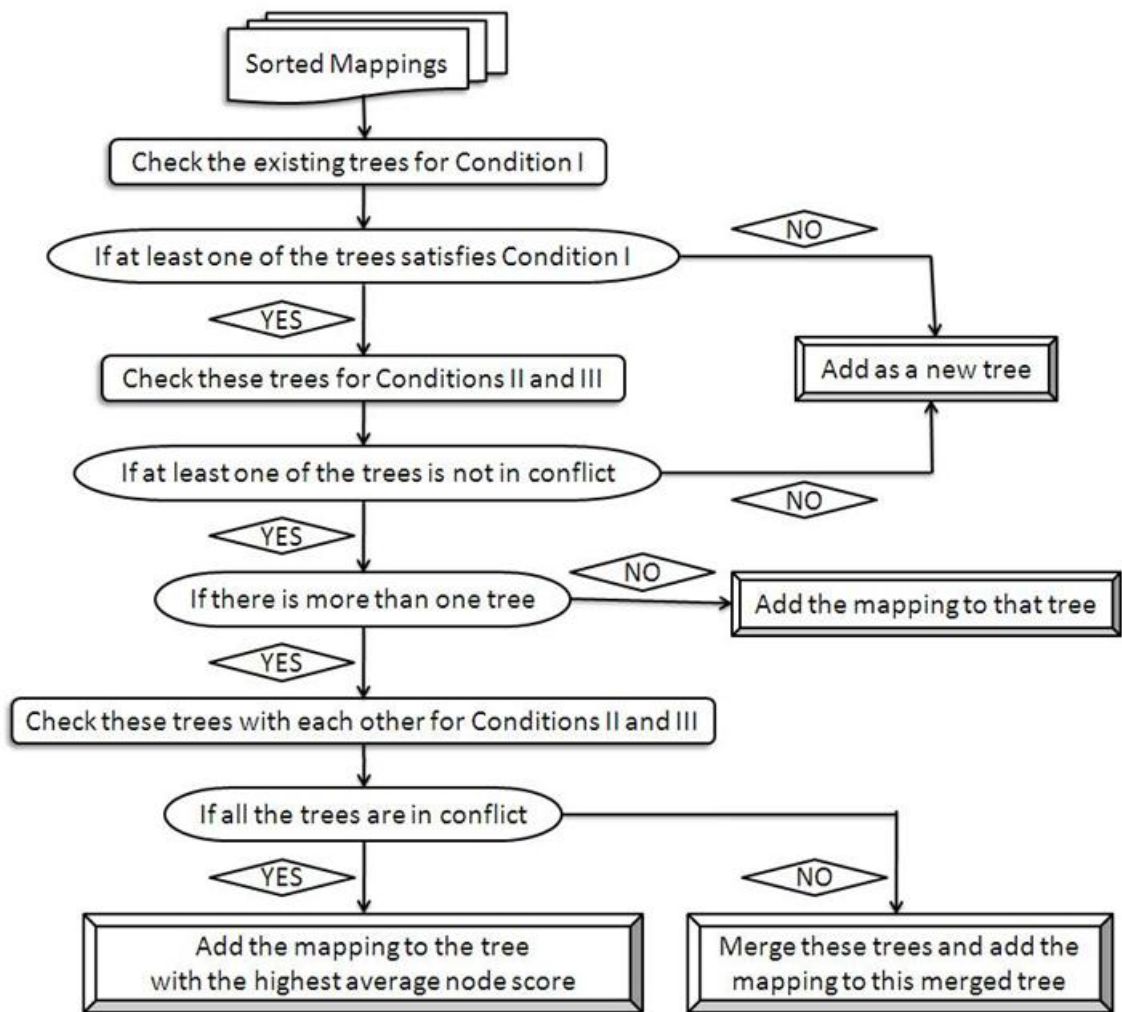 Sorted Mappings
Check the existing trees for Condition I
If at least one of the trees satisfies Condition I
NO
YES
Add as a new tree
Check these trees for Conditions II and III
If at least one of the trees is not in conflict
NO
YES
NO
If there is more than one tree
Add the mapping to that tree
YES
Check these trees with each other for Conditions II and III
If all the trees are in conflict
YES
NO
Add the mapping to the tree
with the highest average node score
Merge these trees and add the
mapping to this merged tree